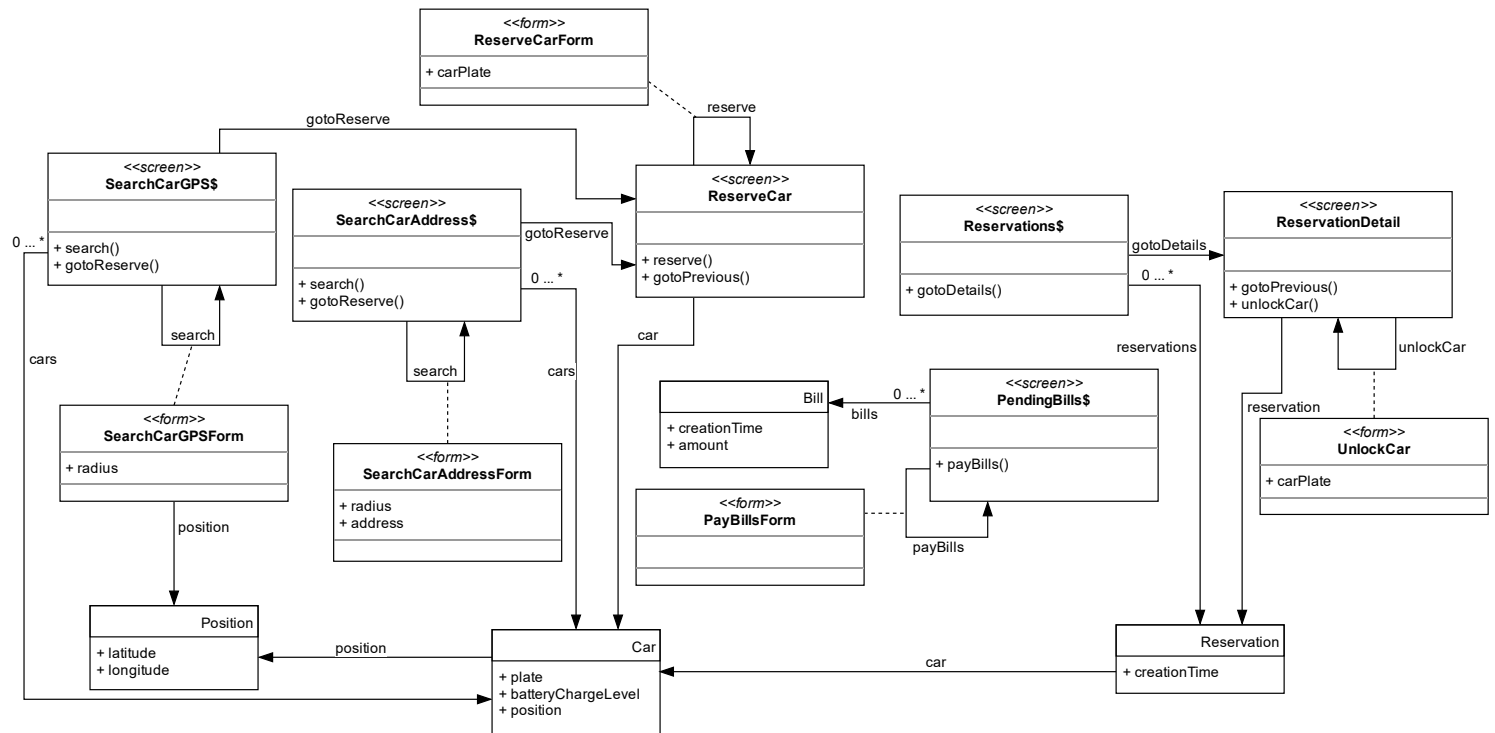 <<form>>
ReserveCarForm
+ carPlate
reserve
gotoReserve
<<screen>>
SearchCarGPS$
+ search()
+ gotoReserve()
0 ... *
search
cars
<<screen>>
SearchCarAddress$
+ search()
+ gotoReserve()
gotoReserve
0 ... *
search
cars
<<screen>>
ReserveCar
+ reserve()
+ gotoPrevious()
car
<<screen>>
Reservations$
+ gotoDetails()
gotoDetails
0 ... *
reservations
<<screen>>
ReservationDetail
+ gotoPrevious()
+ unlockCar()
unlockCar
reservation
<<form>>
SearchCarGPSForm
+ radius
position
<<form>>
SearchCarAddressForm
+ radius
+ address
Bill
+ creationTime
+ amount
0 ... *
bills
<<screen>>
PendingBills$
+ payBills()
<<form>>
PayBillsForm
payBills
<<form>>
UnlockCar
+ carPlate
Position
+ latitude
+ longitude
position
Car
+ plate
+ batteryChargeLevel
+ position
car
Reservation
+ creationTime